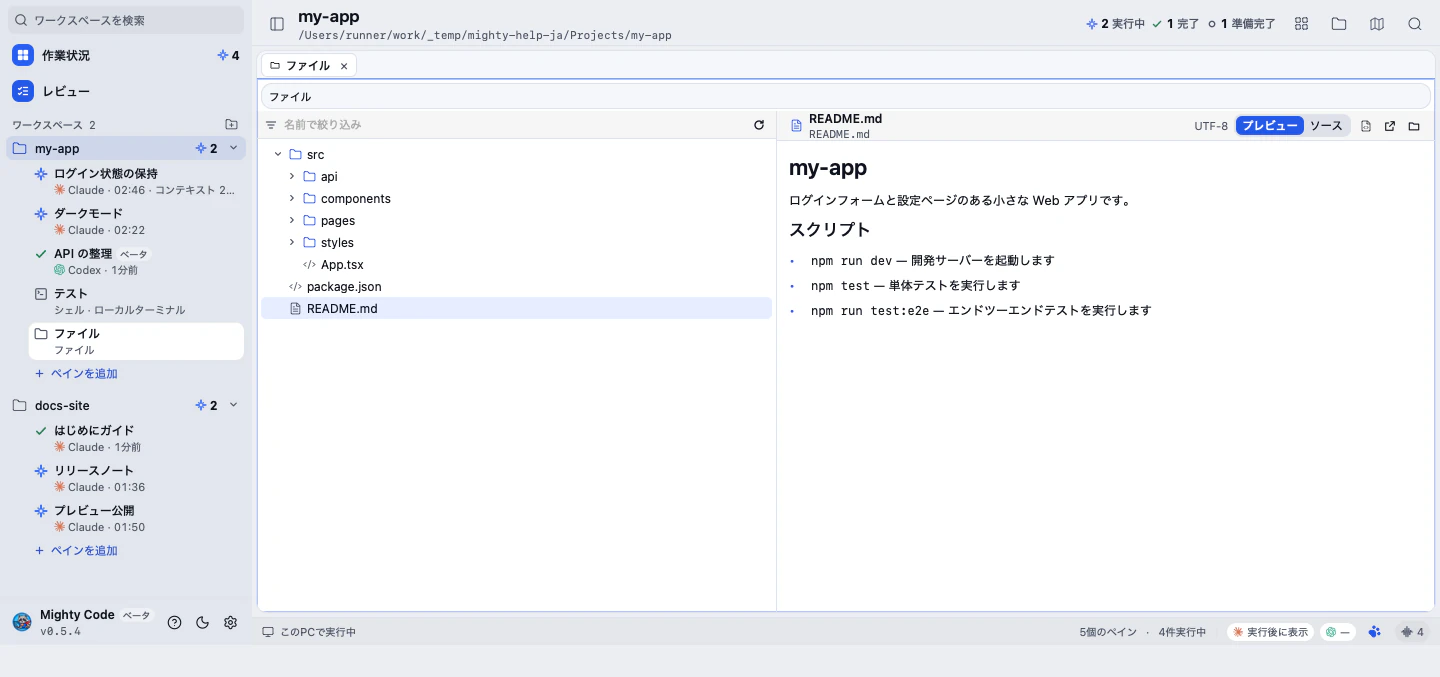 ワークスペースを検索
作業状況 4
レビュー
ワークスペース 2
my-app 2
ログイン状態の保持
Claude · 02:46 · コンテキスト 2...
ダークモード
Claude · 02:22
API の整理 ベータ
Codex · 1分前
テスト
シェル · ローカルターミナル
ファイル
ファイル
+ ペインを追加
docs-site 2
はじめにガイド
Claude · 1分前
リリースノート
Claude · 01:36
プレビュー公開
Claude · 01:50
+ ペインを追加
Mighty Code ベータ
v0.5.4
my-app
/Users/runner/work/_temp/mighty-help-ja/Projects/my-app
2 実行中 1 完了 1 準備完了
ファイル
ファイル
名前で絞り込み
src
api
components
pages
styles
App.tsx
package.json
README.md
README.md
README.md
UTF-8 プレビュー ソース
my-app
ログインフォームと設定ページのある小さな Web アプリです。
スクリプト
• npm run dev — 開発サーバーを起動します
• npm test — 単体テストを実行します
• npm run test:e2e — エンドツーエンドテストを実行します
このPCで実行中
5個のペイン · 4件実行中
実行後に表示
—
4